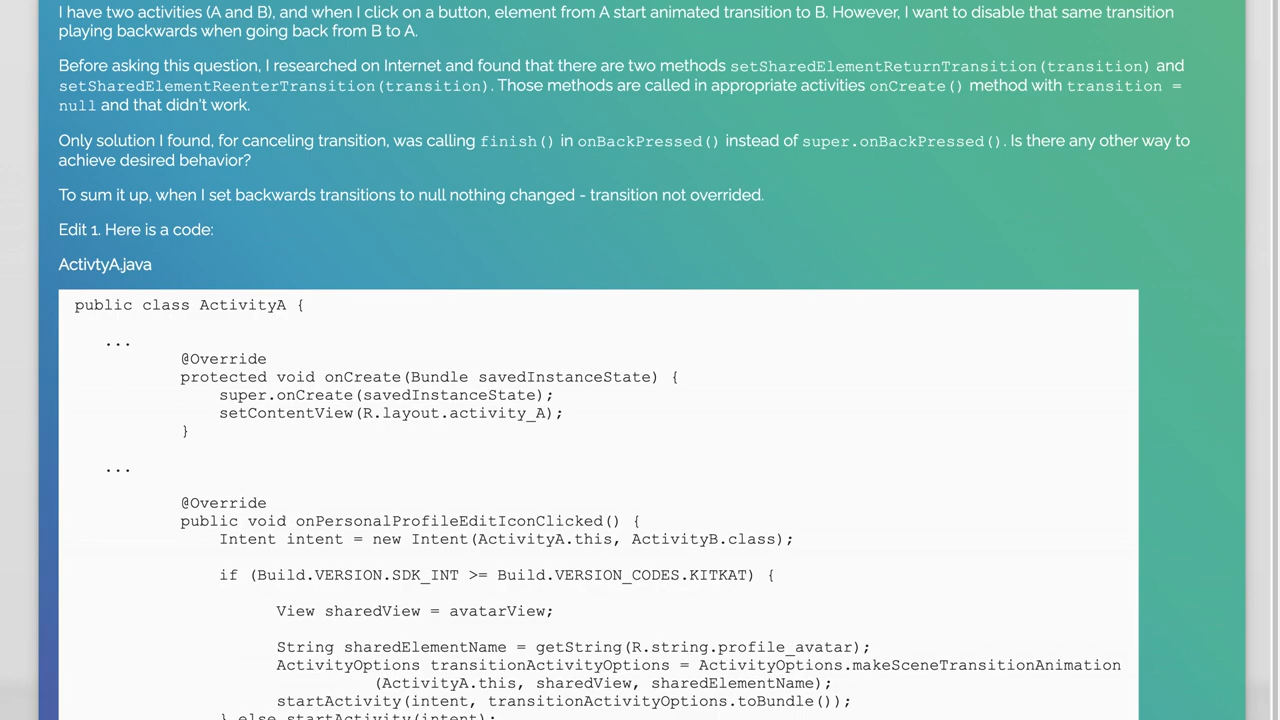 I have two activities (A and B), and when I click on a button, element from A start animated transition to B. However, I want to disable that same transition
playing backwards when going back from B to A.
Before asking this question, I researched on Internet and found that there are two methods setSharedElementReturnTransition(transition) and
setSharedElementReenterTransition(transition). Those methods are called in appropriate activities onCreate() method with transition =
null and that didn't work.
Only solution I found, for canceling transition, was calling finish() in onBackPressed() instead of super.onBackPressed(). Is there any other way to
achieve desired behavior?
To sum it up, when I set backwards transitions to null nothing changed - transition not overrided.
Edit 1. Here is a code:
ActivtyA.java
public class ActivityA {
...
@Override
protected void onCreate(Bundle savedInstanceState) {
super.onCreate(savedInstanceState);
setContentView(R.layout.activity_A);
}
...
@Override
public void onPersonalProfileEditIconClicked() {
Intent intent = new Intent(ActivityA.this, ActivityB.class);
if (Build.VERSION.SDK_INT >= Build.VERSION_CODES.KITKAT) {
View sharedView = avatarView;
String sharedElementName = getString(R.string.profile_avatar);
ActivityOptions transitionActivityOptions = ActivityOptions.makeSceneTransitionAnimation
(ActivityA.this, sharedView, sharedElementName);
startActivity(intent, transitionActivityOptions.toBundle());
} else startActivity(intent);